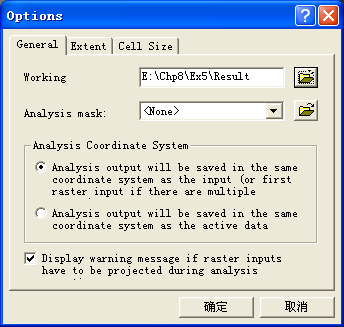 Options
General
Extent
Cell Size
Working
E:\Chp8\Ex5\Result
Analysis mask:
<None>
Analysis Coordinate System
Analysis output will be saved in the same
coordinate system as the input (or first
raster input if there are multiple
Analysis output will be saved in the same
coordinate system as the active data
Display warning message if raster inputs
have to be projected during analysis
确定
取消